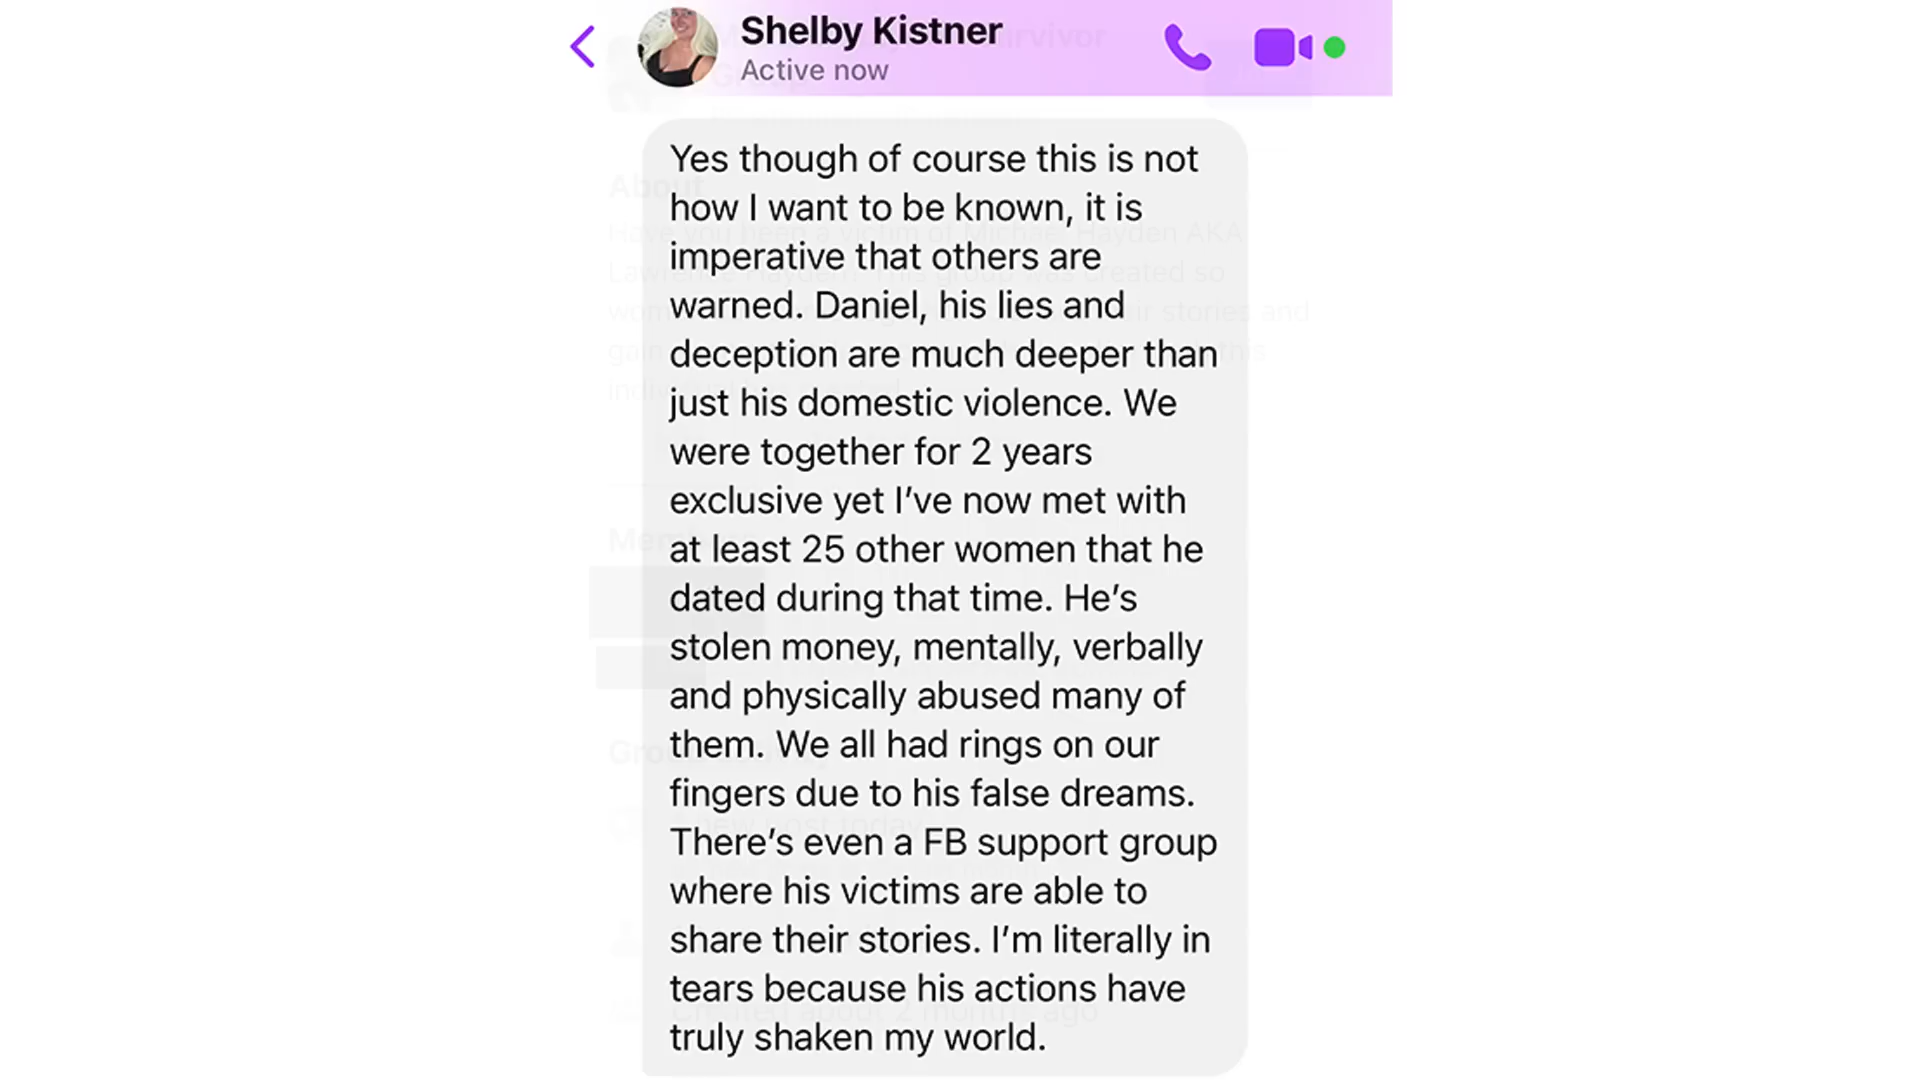 Shelby Kistner
Active now
Yes though of course this is not
how I want to be known, it is
imperative that others are
warned. Daniel, his lies and
deception are much deeper than
just his domestic violence. We
were together for 2 years
exclusive yet I’ve now met with
at least 25 other women that he
dated during that time. He’s
stolen money, mentally, verbally
and physically abused many of
them. We all had rings on our
fingers due to his false dreams.
There’s even a FB support group
where his victims are able to
share their stories. I’m literally in
tears because his actions have
truly shaken my world.